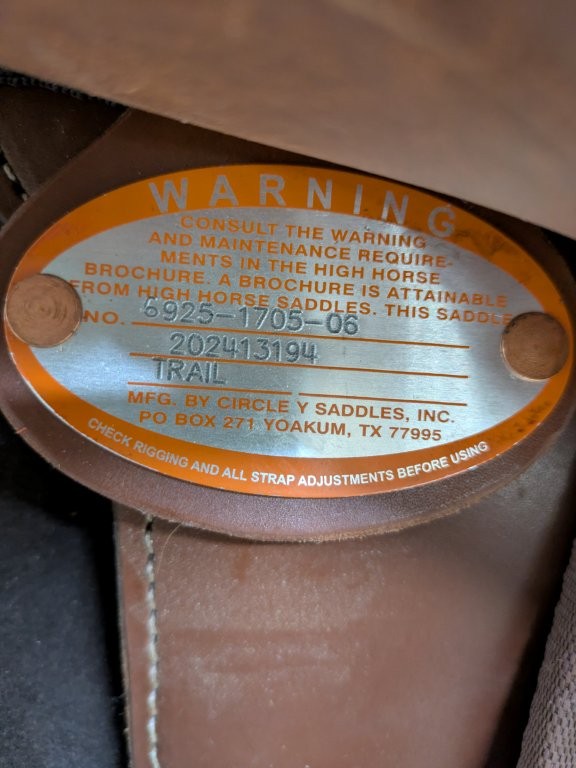 WARNING
CONSULT THE WARNING
AND MAINTENANCE REQUIRE-
MENTS IN THE HIGH HORSE
BROCHURE. A BROCHURE IS ATTAINABLE
FROM HIGH HORSE SADDLES. THIS SADDLE
NO. 6925-1705-06
202413194
TRAIL
MFG. BY CIRCLE Y SADDLES, INC.
PO BOX 271 YOAKUM, TX 77995
CHECK RIGGING AND ALL STRAP ADJUSTMENTS BEFORE USING